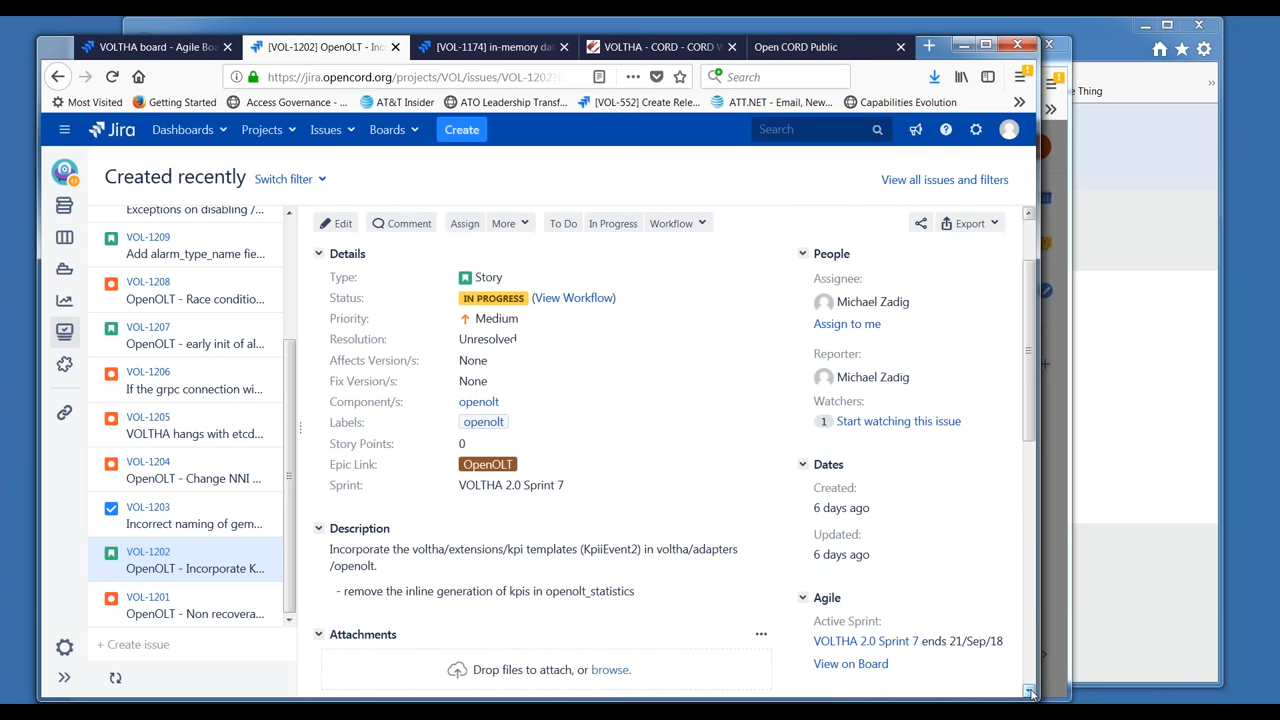 VOLTHA board - Agile Bo
[VOL-1202] OpenOLT - Inc
[VOL-1174] in-memory dat
VOLTHA - CORD - CORD W
Open CORD Public
https://jira.opencord.org/projects/VOL/issues/VOL-1202?
Search
Most Visited
Getting Started
Access Governance - ...
AT&T Insider
ATO Leadership Transf...
[VOL-552] Create Rele...
ATT.NET - Email, New...
Capabilities Evolution
e Thing
Jira
Dashboards
Projects
Issues
Boards
Create
Search
Created recently
Switch filter
View all issues and filters
Exceptions on disabling /...
VOL-1209
Add alarm_type_name fie...
VOL-1208
OpenOLT - Race conditio...
VOL-1207
OpenOLT - early init of al...
VOL-1206
If the grpc connection wi...
VOL-1205
VOLTHA hangs with etcd...
VOL-1204
OpenOLT - Change NNI ...
VOL-1203
Incorrect naming of gem...
VOL-1202
OpenOLT - Incorporate K...
VOL-1201
OpenOLT - Non recovera...
+ Create issue
Edit
Comment
Assign
More
To Do
In Progress
Workflow
Export
Details
Type: Story
Status: IN PROGRESS (View Workflow)
Priority: Medium
Resolution: Unresolved
Affects Version/s: None
Fix Version/s: None
Component/s: openolt
Labels: openolt
Story Points: 0
Epic Link: OpenOLT
Sprint: VOLTHA 2.0 Sprint 7
Description
Incorporate the voltha/extensions/kpi templates (KpiiEvent2) in voltha/adapters
/openolt.
- remove the inline generation of kpis in openolt_statistics
Attachments
Drop files to attach, or browse.
People
Assignee:
Michael Zadig
Assign to me
Reporter:
Michael Zadig
Watchers:
1 Start watching this issue
Dates
Created:
6 days ago
Updated:
6 days ago
Agile
Active Sprint:
VOLTHA 2.0 Sprint 7 ends 21/Sep/18
View on Board